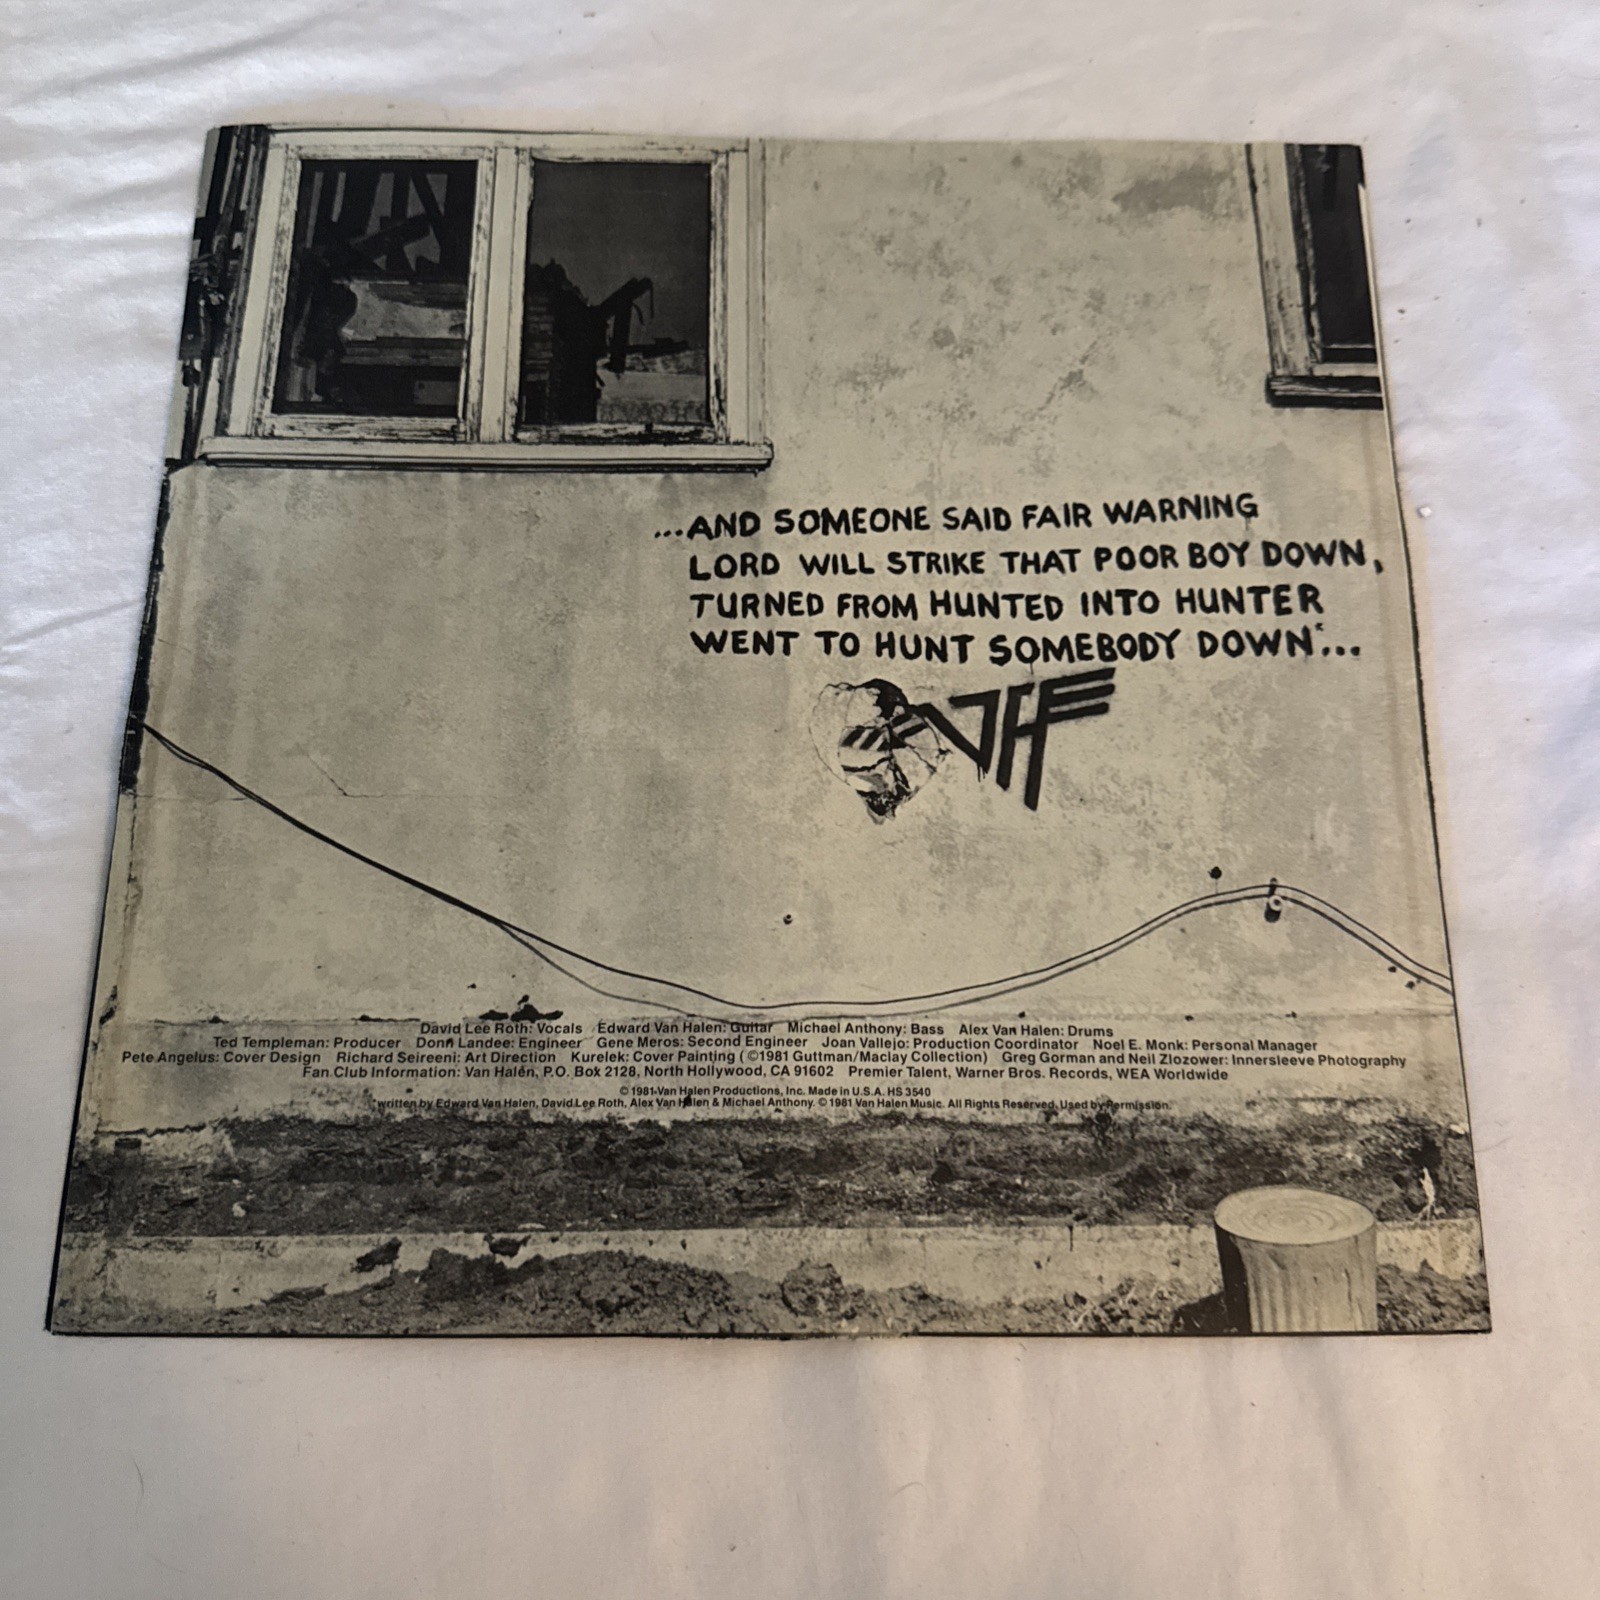 ...AND SOMEONE SAID FAIR WARNING
LORD WILL STRIKE THAT POOR BOY DOWN,
TURNED FROM HUNTED INTO HUNTER
WENT TO HUNT SOMEBODY DOWN*...
VH
David Lee Roth: Vocals Edward Van Halen: Guitar Michael Anthony: Bass Alex Van Halen: Drums
Ted Templeman: Producer Donn Landee: Engineer Gene Meros: Second Engineer Joan Vallejo: Production Coordinator Noel E. Monk: Personal Manager
Pete Angelus: Cover Design Richard Seireeni: Art Direction Kurelek: Cover Painting (©1981 Guttman/Maclay Collection) Greg Gorman and Neil Zlozower: Innersleeve Photography
Fan Club Information: Van Halen, P.O. Box 2128, North Hollywood, CA 91602 Premier Talent, Warner Bros. Records, WEA Worldwide
© 1981 Van Halen Productions, Inc. Made in U.S.A. HS 3540
*written by Edward Van Halen, David Lee Roth, Alex Van Halen & Michael Anthony. © 1981 Van Halen Music. All Rights Reserved. Used by Permission.